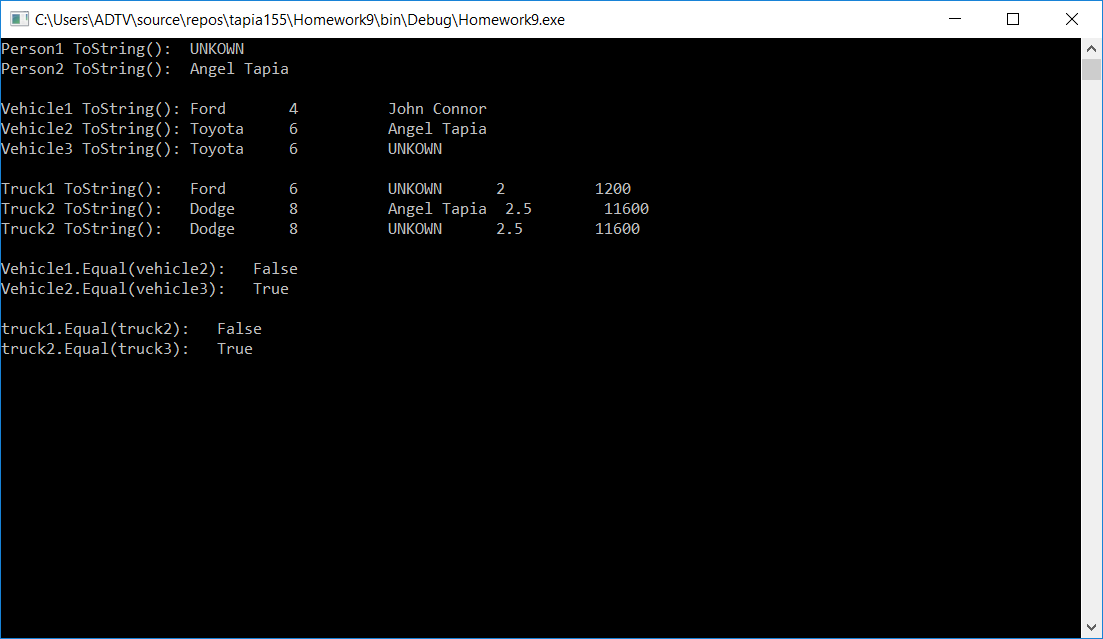 C:\Users\ADTV\source\repos\tapia155\Homework9\bin\Debug\Homework9.exe
Person1 ToString():  UNKOWN
Person2 ToString():  Angel Tapia
Vehicle1 ToString(): Ford       4          John Connor
Vehicle2 ToString(): Toyota     6          Angel Tapia
Vehicle3 ToString(): Toyota     6          UNKOWN
Truck1 ToString():   Ford       6          UNKOWN      2          1200
Truck2 ToString():   Dodge      8          Angel Tapia  2.5        11600
Truck2 ToString():   Dodge      8          UNKOWN      2.5        11600
Vehicle1.Equal(vehicle2):   False
Vehicle2.Equal(vehicle3):   True
truck1.Equal(truck2):   False
truck2.Equal(truck3):   True